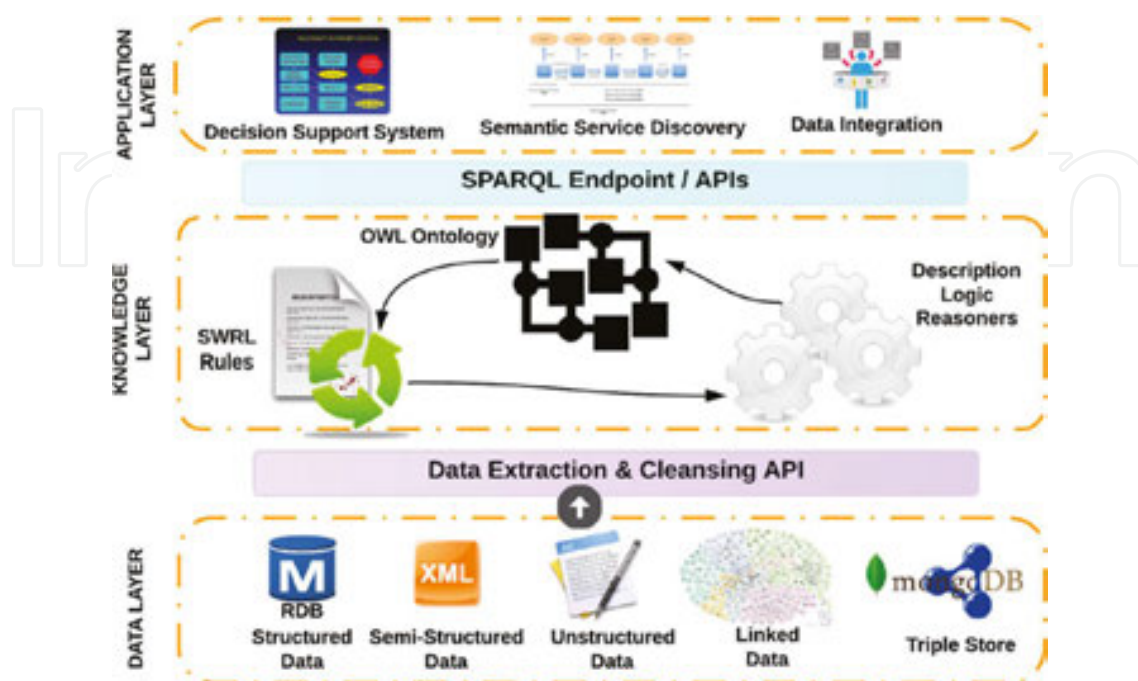 APPLICATION
LAYER
Decision Support System
Semantic Service Discovery
Data Integration
SPARQL Endpoint / APIs
KNOWLEDGE
LAYER
OWL Ontology
SWRL
Rules
Description
Logic
Reasoners
Data Extraction & Cleansing API
DATA LAYER
M
RDB
Structured
Data
XML
Semi-Structured
Data
Unstructured
Data
Linked
Data
mongoDB
Triple Store